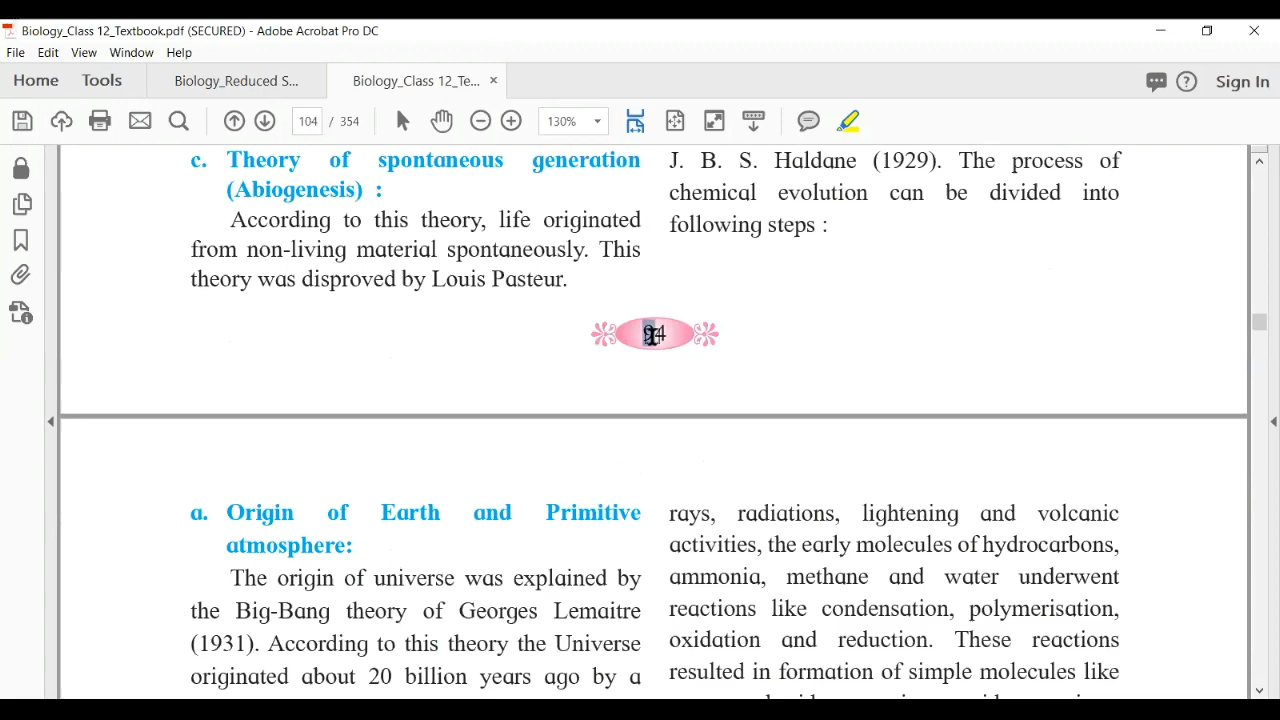 Biology_Class 12_Textbook.pdf (SECURED) - Adobe Acrobat Pro DC
File Edit View Window Help
Home Tools Biology_Reduced S... Biology_Class 12_Te... × Sign In
104 / 354 130%
c. Theory of spontaneous generation
(Abiogenesis) :
According to this theory, life originated
from non-living material spontaneously. This
theory was disproved by Louis Pasteur.
J. B. S. Haldane (1929). The process of
chemical evolution can be divided into
following steps :
94
a. Origin of Earth and Primitive
atmosphere:
The origin of universe was explained by
the Big-Bang theory of Georges Lemaitre
(1931). According to this theory the Universe
originated about 20 billion years ago by a
rays, radiations, lightening and volcanic
activities, the early molecules of hydrocarbons,
ammonia, methane and water underwent
reactions like condensation, polymerisation,
oxidation and reduction. These reactions
resulted in formation of simple molecules like